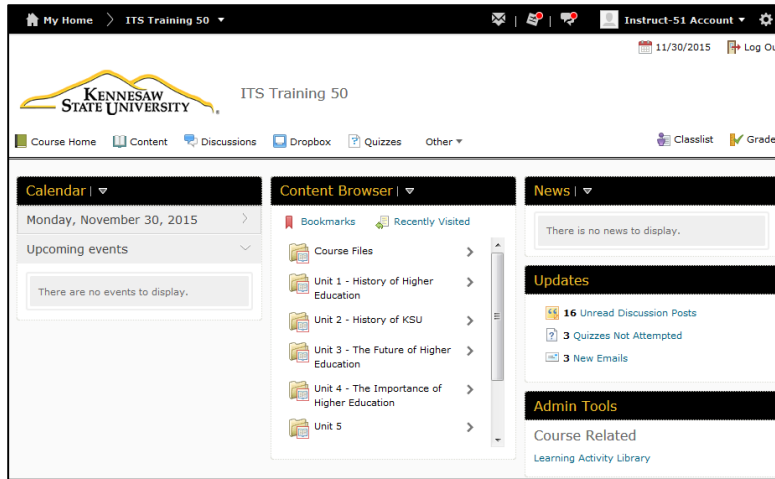 My Home ITS Training 50 Instruct-51 Account
11/30/2015 Log Ou
KENNESAW
STATE UNIVERSITY
ITS Training 50
Course Home Content Discussions Dropbox Quizzes Other Classlist Grade
Calendar
Monday, November 30, 2015
Upcoming events
There are no events to display.
Content Browser
Bookmarks Recently Visited
Course Files
Unit 1 - History of Higher
Education
Unit 2 - History of KSU
Unit 3 - The Future of Higher
Education
Unit 4 - The Importance of
Higher Education
Unit 5
News
There is no news to display.
Updates
16 Unread Discussion Posts
3 Quizzes Not Attempted
3 New Emails
Admin Tools
Course Related
Learning Activity Library